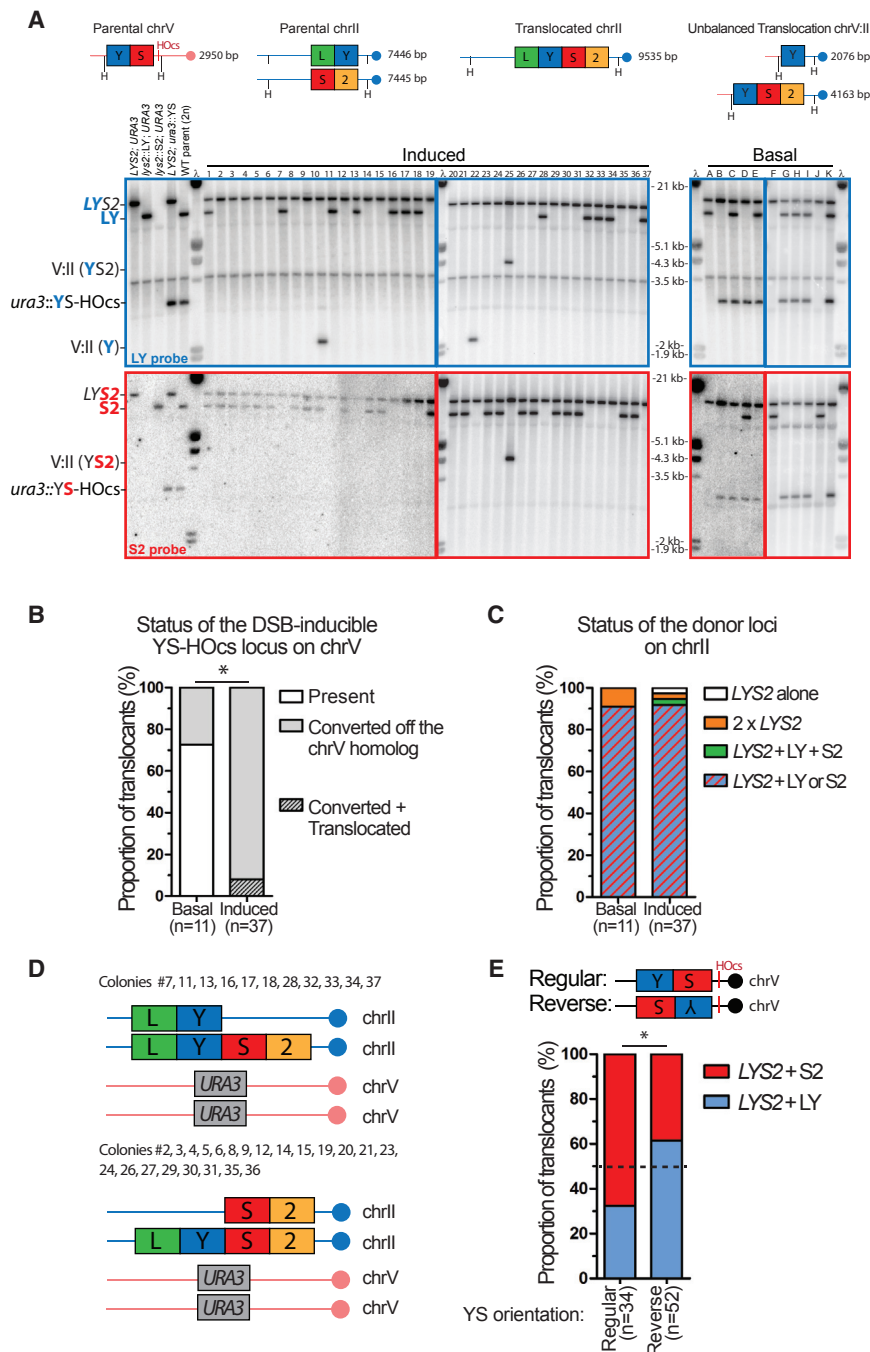 A
Parental chrV
HOcs
Y S
2950 bp
H H
Parental chrII
L Y
7446 bp
S 2
7445 bp
H H
Translocated chrII
L Y S 2
9535 bp
H H
Unbalanced Translocation chrV:II
Y
2076 bp
H H
Y S 2
4163 bp
H H
LYS2; URA3
lys2::LY; URA3
lys2::S2; URA3
LYS2; ura3::YS
WT parent (2n)
Induced
Basal
λ 1 2 3 4 5 6 7 8 9 10 11 12 13 14 15 16 17 18 19 λ 20 21 22 23 24 25 26 27 28 29 30 31 32 33 34 35 36 37
λ A B C D E F G H I J K λ
LYS2
LY
V:II (YS2)
ura3::YS-HOcs
V:II (Y)
LY probe
- 21 kb-
-5.1 kb-
-4.3 kb-
-3.5 kb-
-2 kb-
-1.9 kb-
LYS2
S2
V:II (YS2)
ura3::YS-HOcs
S2 probe
- 21 kb-
-5.1 kb-
-4.3 kb-
-3.5 kb-
-2 kb-
-1.9 kb-
B
Status of the DSB-inducible
YS-HOcs locus on chrV
*
Proportion of translocants (%)
100
80
60
40
20
0
Basal
(n=11)
Induced
(n=37)
Present
Converted off the
chrV homolog
Converted +
Translocated
C
Status of the donor loci
on chrII
Proportion of translocants (%)
100
80
60
40
20
0
Basal
(n=11)
Induced
(n=37)
LYS2 alone
2 x LYS2
LYS2 + LY + S2
LYS2 + LY or S2
D
Colonies #7, 11, 13, 16, 17, 18, 28, 32, 33, 34, 37
L Y
chrII
L Y S 2
chrII
URA3
chrV
URA3
chrV
Colonies #2, 3, 4, 5, 6, 8, 9, 12, 14, 15, 19, 20, 21, 23,
24, 26, 27, 29, 30, 31, 35, 36
S 2
chrII
L Y S 2
chrII
URA3
chrV
URA3
chrV
E
HOcs
Regular:
Y S
chrV
Reverse:
S Y
chrV
*
Proportion of translocants (%)
100
80
60
40
20
0
LYS2 + S2
LYS2 + LY
YS orientation:
Regular
(n=34)
Reverse
(n=52)